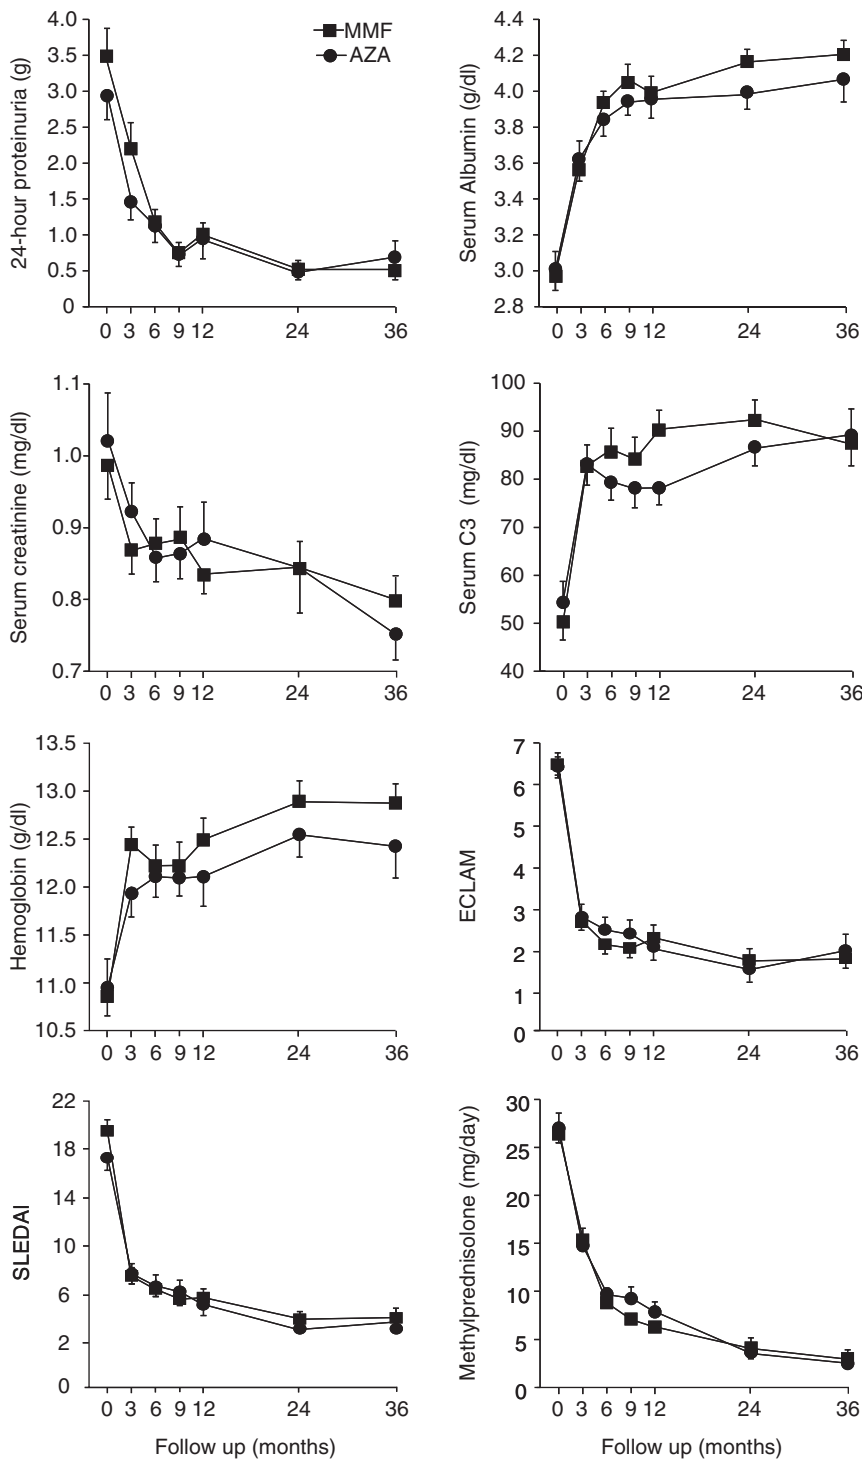 MMF
AZA
24-hour proteinuria (g)
4.0
3.5
3.0
2.5
2.0
1.5
1.0
0.5
0
0 3 6 9 12 24 36
Serum Albumin (g/dl)
4.4
4.2
4.0
3.8
3.6
3.4
3.2
3.0
2.8
0 3 6 9 12 24 36
Serum creatinine (mg/dl)
1.1
1.0
0.9
0.8
0.7
0 3 6 9 12 24 36
Serum C3 (mg/dl)
100
90
80
70
60
50
40
0 3 6 9 12 24 36
Hemoglobin (g/dl)
13.5
13.0
12.5
12.0
11.5
11.0
10.5
0 3 6 9 12 24 36
ECLAM
7
6
5
4
3
2
1
0
0 3 6 9 12 24 36
SLEDAI
22
18
14
10
6
2
0
0 3 6 9 12 24 36
Follow up (months)
Methylprednisolone (mg/day)
30
25
20
15
10
5
0
0 3 6 9 12 24 36
Follow up (months)